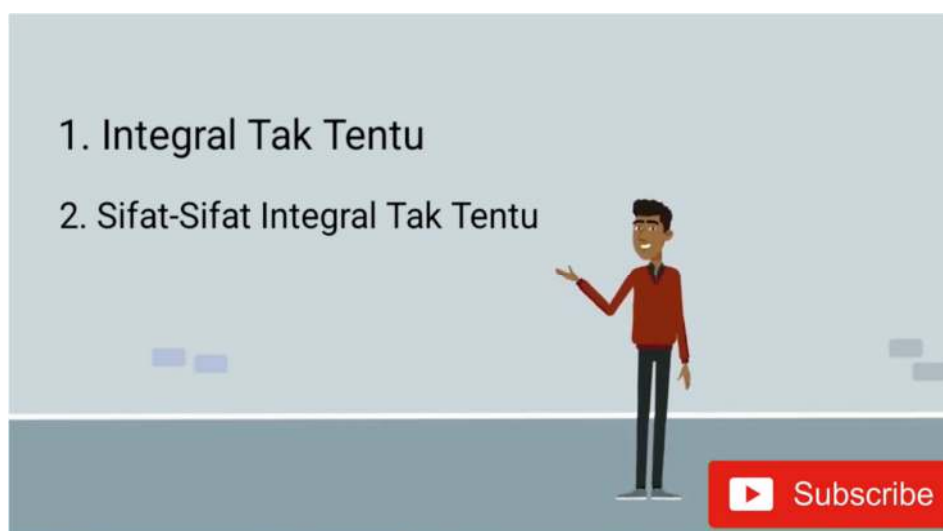 1. Integral Tak Tentu
2. Sifat-Sifat Integral Tak Tentu
Subscribe